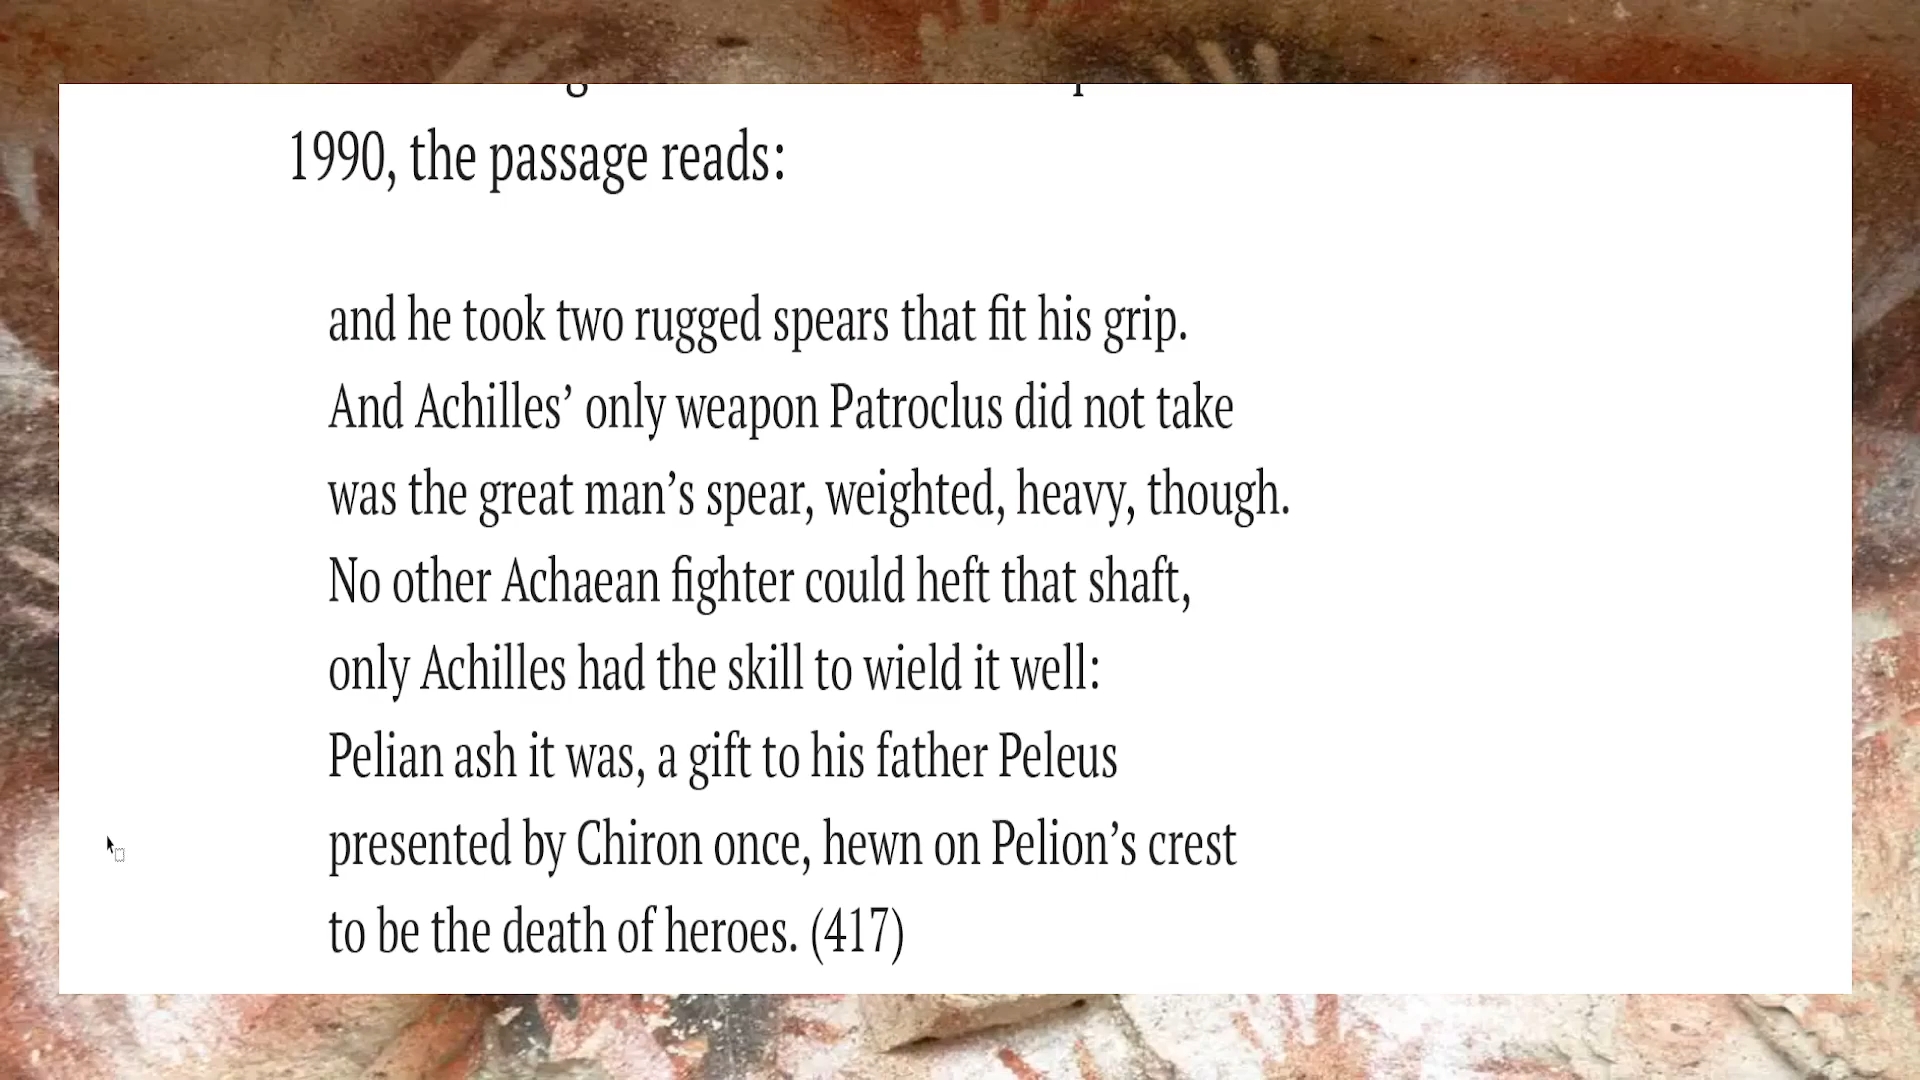 1990, the passage reads:
and he took two rugged spears that fit his grip.
And Achilles’ only weapon Patroclus did not take
was the great man’s spear, weighted, heavy, though.
No other Achaean fighter could heft that shaft,
only Achilles had the skill to wield it well:
Pelian ash it was, a gift to his father Peleus
presented by Chiron once, hewn on Pelion’s crest
to be the death of heroes. (417)